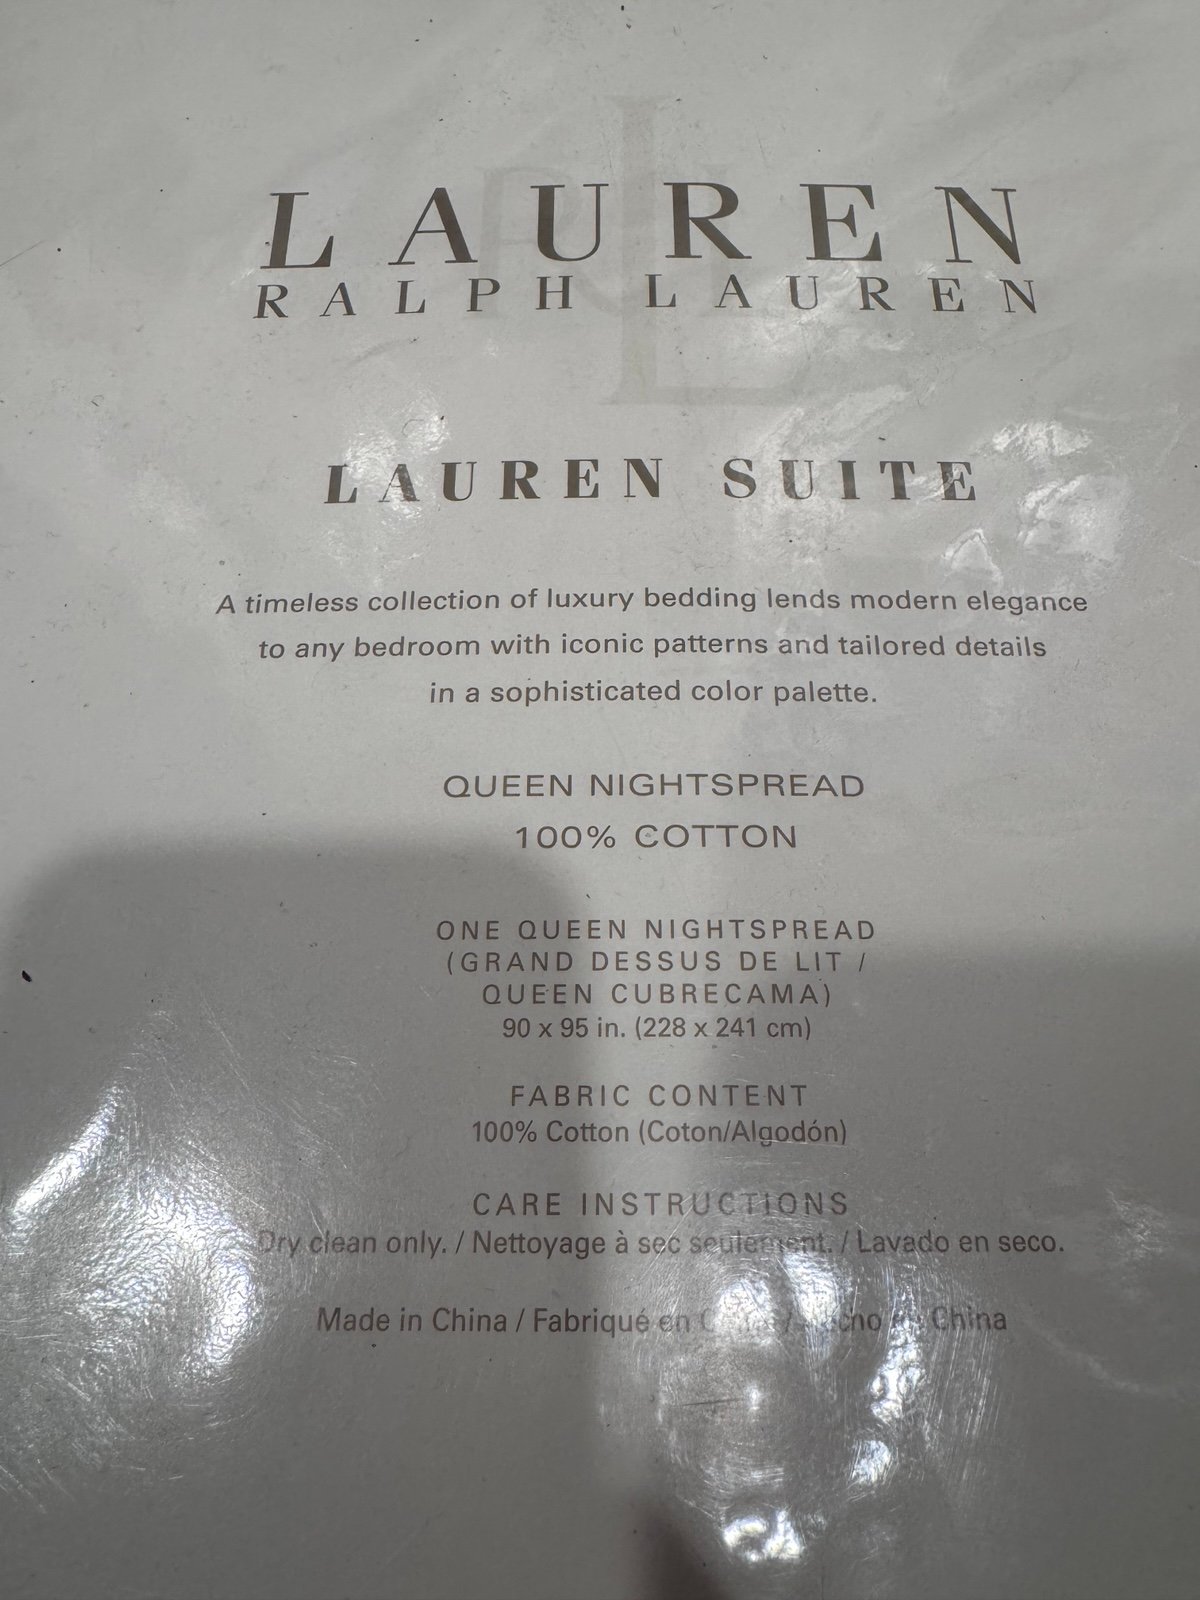 LAUREN
RALPH LAUREN
LAUREN SUITE
A timeless collection of luxury bedding lends modern elegance
to any bedroom with iconic patterns and tailored details
in a sophisticated color palette.
QUEEN NIGHTSPREAD
100% COTTON
ONE QUEEN NIGHTSPREAD
(GRAND DESSUS DE LIT /
QUEEN CUBRECAMA)
90 x 95 in. (228 x 241 cm)
FABRIC CONTENT
100% Cotton (Coton/Algodón)
CARE INSTRUCTIONS
Dry clean only. / Nettoyage à sec seulement. / Lavado en seco.
Made in China / Fabriqué en China